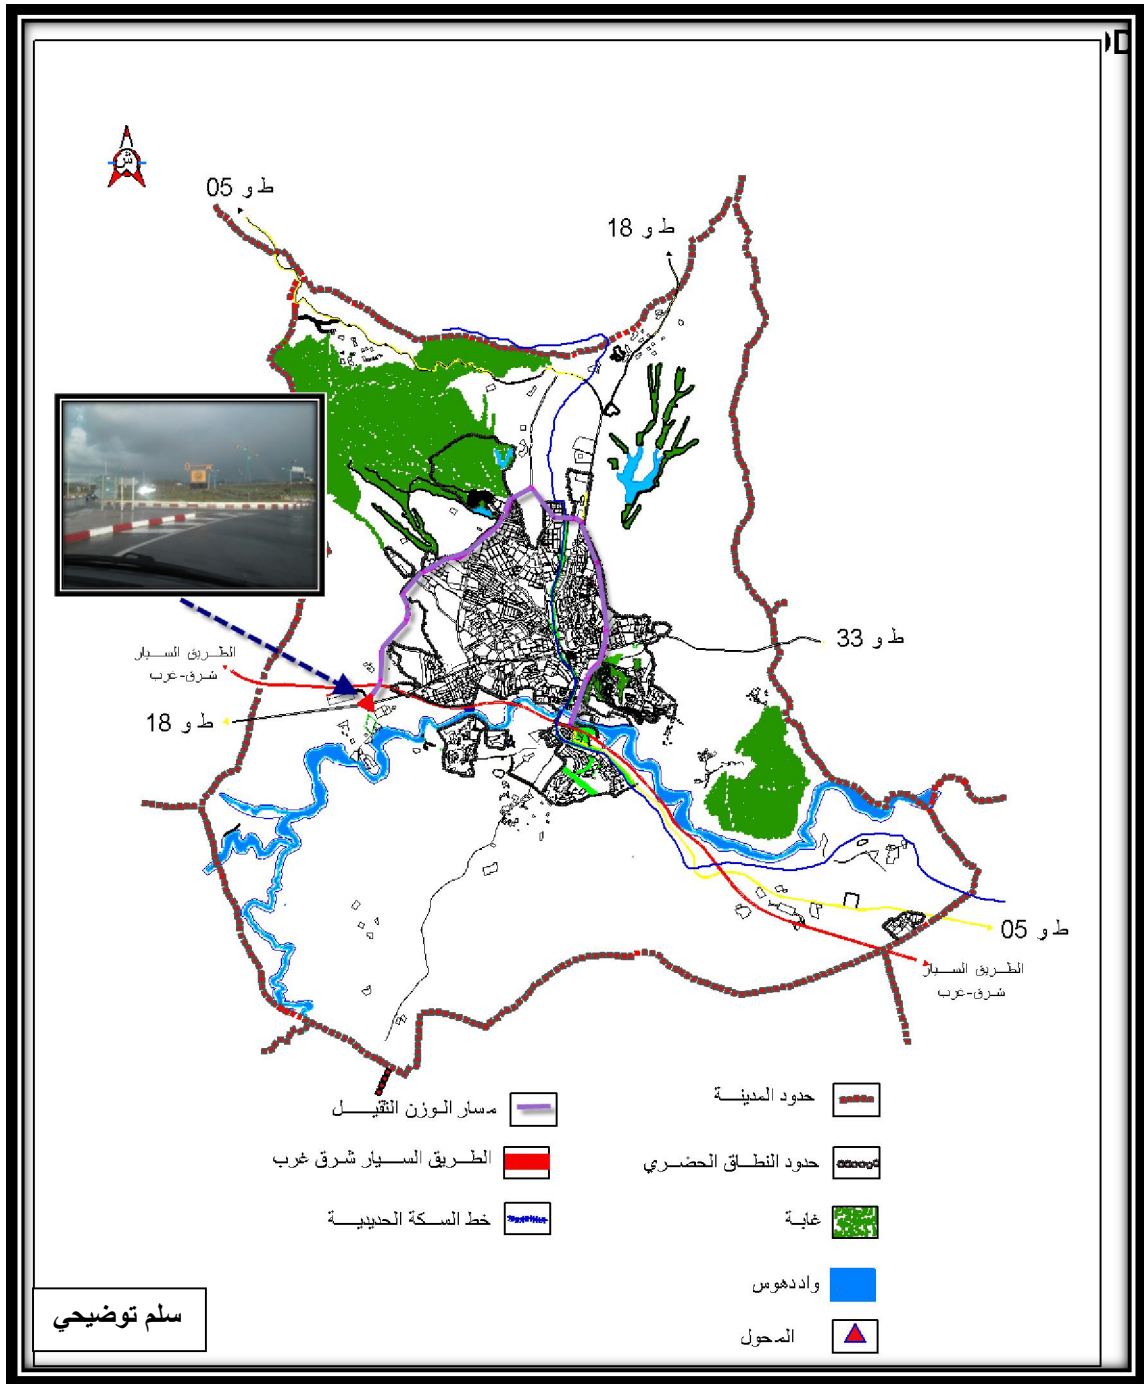 ش
ط و 05
ط و 18
ط و 33
الطريق السيار
شرق-غرب
ط و 18
ط و 05
الطريق السيار
شرق-غرب
حدود المدينة
مسار الوزن الثقيل
حدود النطاق الحضري
الطريق السيار شرق غرب
غابة
خط السكة الحديدية
واددهوس
المحول
سلم توضيحي